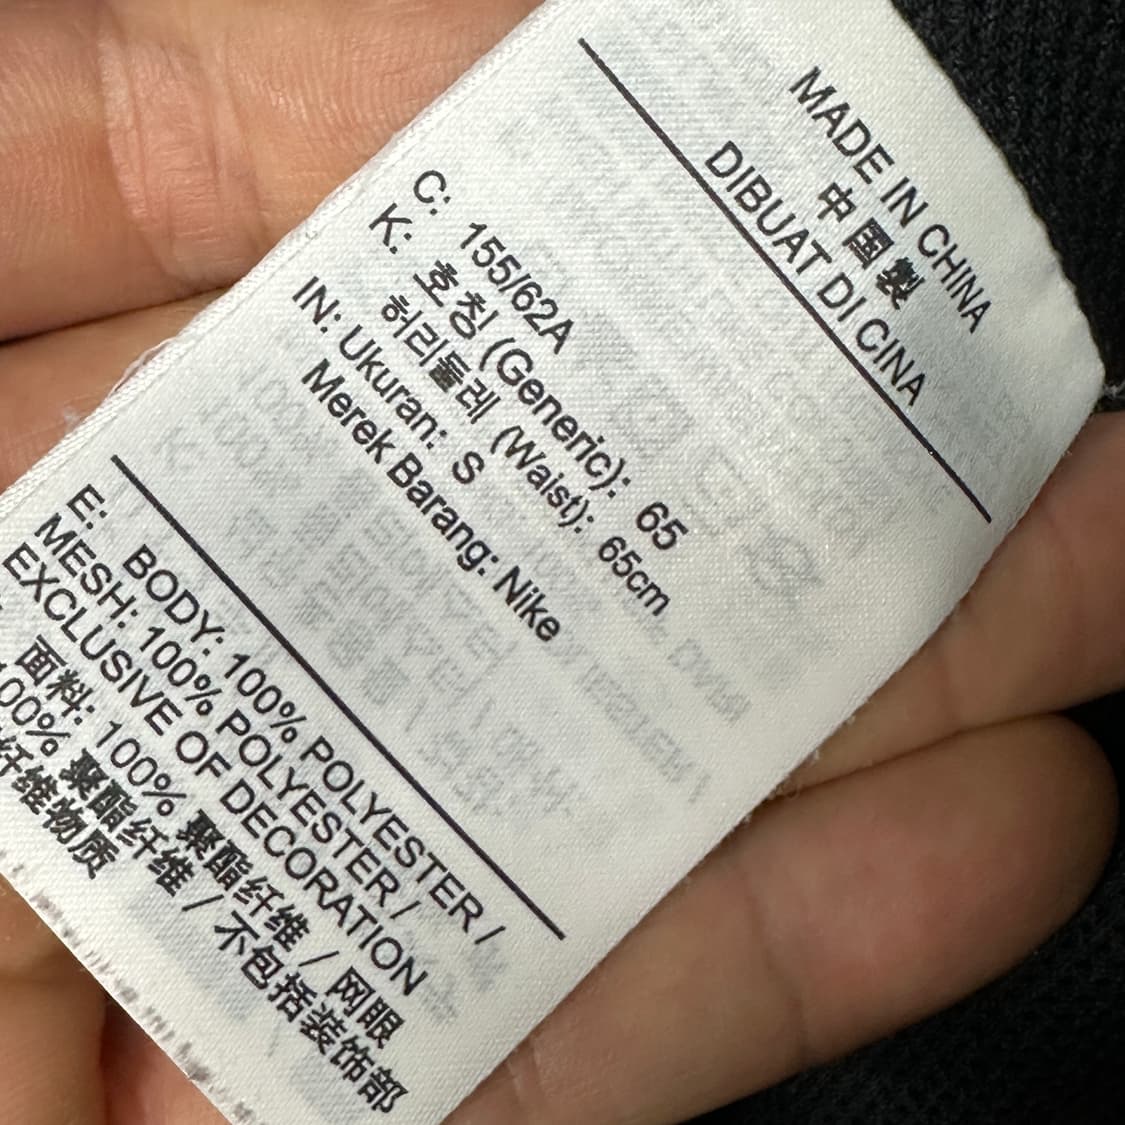 MADE IN CHINA
中國製
DIBUAT DI CINA
C: 155/62A
K: 호칭 (Generic): 65
허리둘레 (Waist): 65cm
IN: Ukuran: S
Merek Barang: Nike
E: BODY: 100% POLYESTER /
MESH: 100% POLYESTER /
EXCLUSIVE OF DECORATION
面料: 100% 聚酯纤维 / 网眼
100% 聚酯纤维 / 不包括装饰部
纤维物质